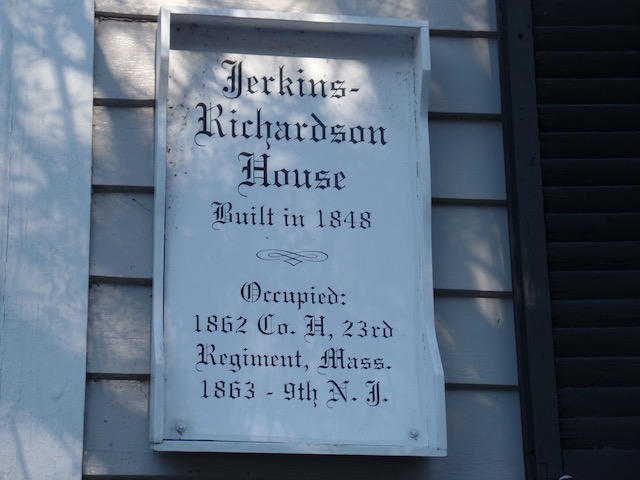 Jerkins-
Richardson
House
Built in 1848
Occupied:
1862 Co. H, 23rd
Regiment, Mass.
1863 - 9th N. J.